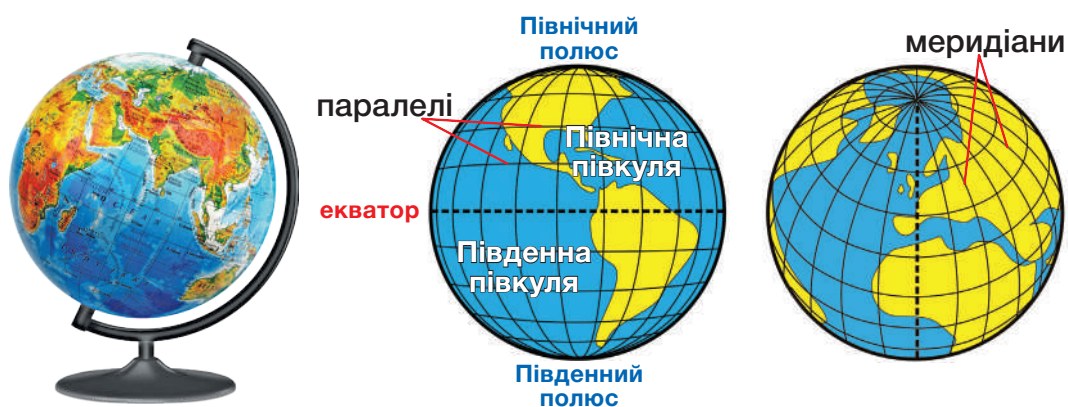 Північний
полюс
меридіани
паралелі
Північна
півкуля
екватор
Південна
півкуля
Південний
полюс